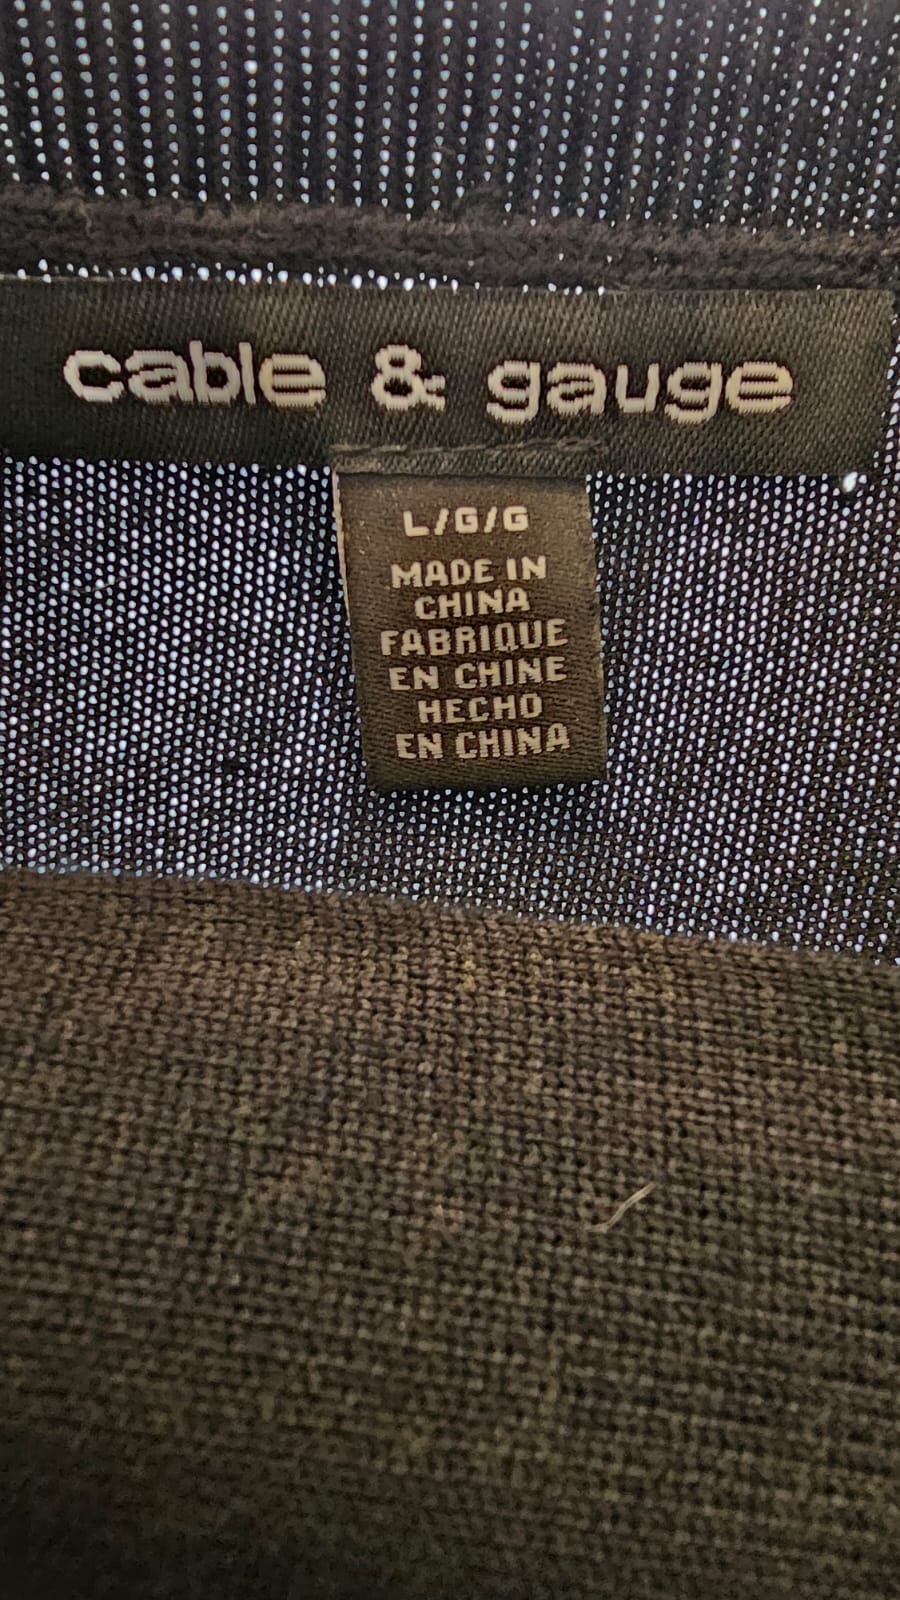 cable & gauge
L/G/G
MADE IN
CHINA
FABRIQUE
EN CHINE
HECHO
EN CHINA